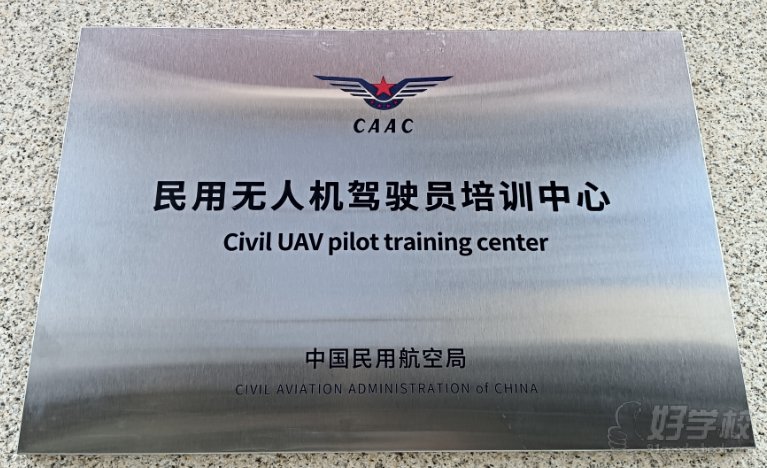 CAAC
民用无人机驾驶员培训中心
Civil UAV pilot training center
中国民用航空局
CIVIL AVIATION ADMINISTRATION of CHINA
好学校